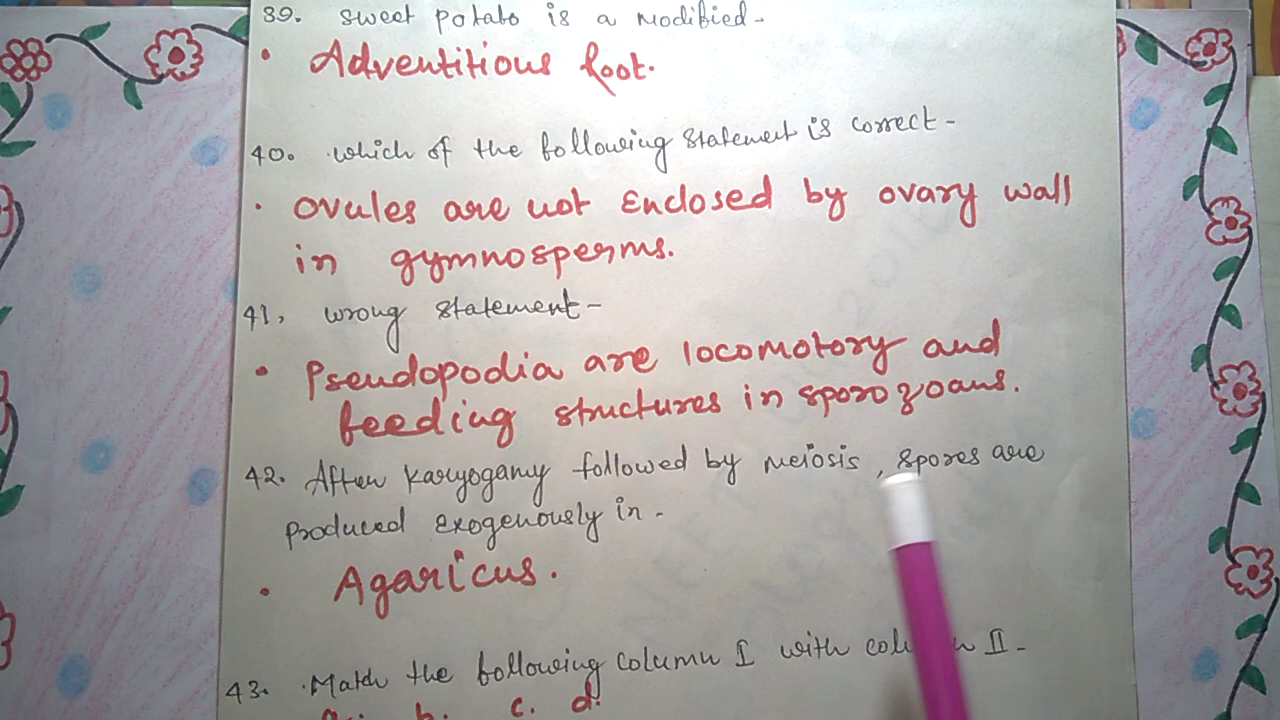 39. Sweet potato is a modified-
• Adventitious Root.
40. which of the following statement is correct-
• Ovules are not enclosed by ovary wall
in gymnosperms.
41, wrong statement-
• Pseudopodia are locomotory and
feeding structures in sporozoans.
42. After karyogamy followed by meiosis, spores are
produced exogenously in-
• Agaricus.
43. Match the following column I with II-
a. b. c. d.